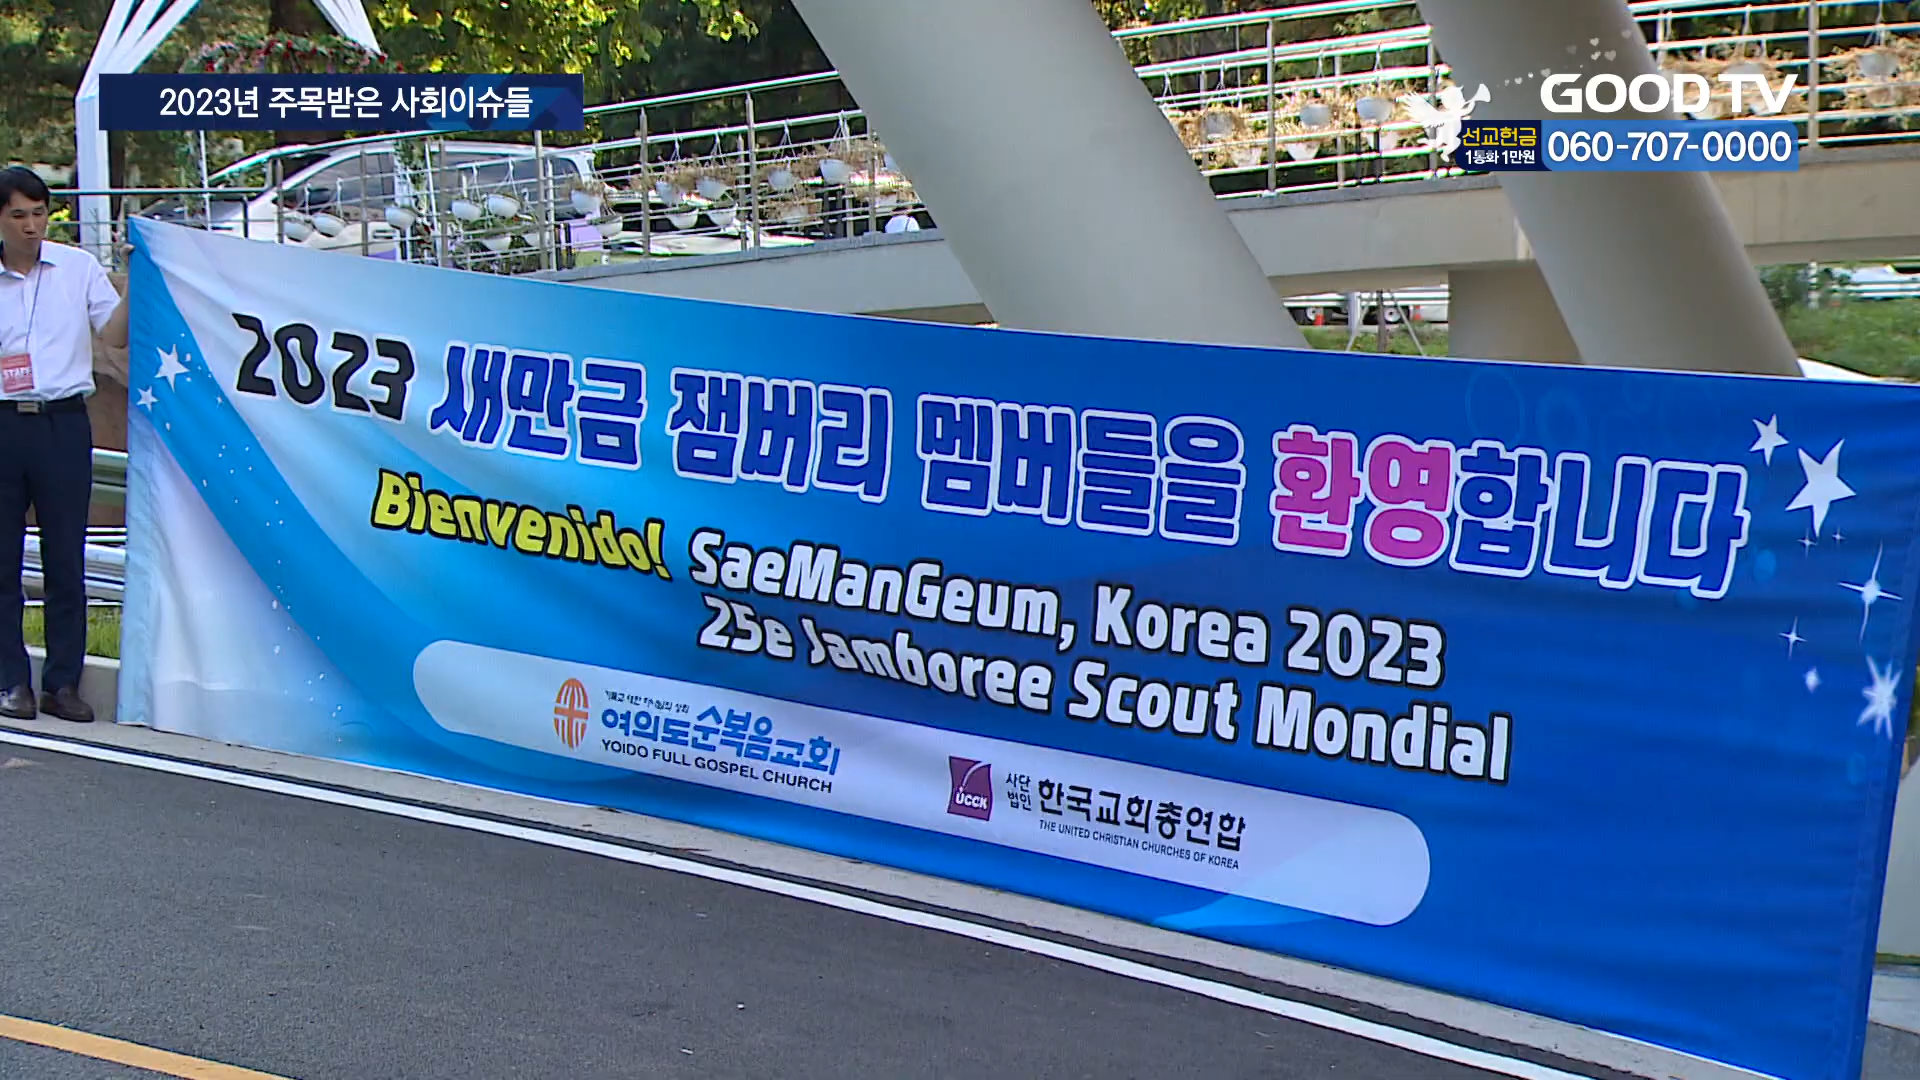 2023년 주목받은 사회이슈들
GOODTV
선교헌금
1통화 1만원
060-707-0000
STAFF
2023 새만금 잼버리 멤버들을 환영합니다
Bienvenido! SaeManGeum, Korea 2023
25e Jamboree Scout Mondial
여의도순복음교회
YOIDO FULL GOSPEL CHURCH
UCCK
사단
법인
한국교회총연합
THE UNITED CHRISTIAN CHURCHES OF KOREA